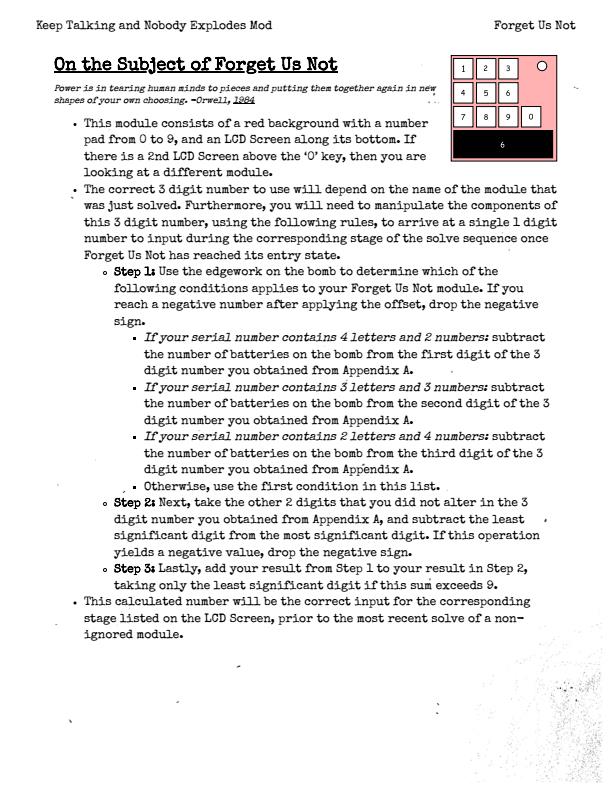 Keep Talking and Nobody Explodes Mod
Forget Us Not
On the Subject of Forget Us Not
Power is in tearing human minds to pieces and putting them together again in new
shapes of your own choosing. –Orwell, 1984
1 2 3
4 5 6
7 8 9 0
6
• This module consists of a red background with a number
pad from 0 to 9, and an LCD Screen along its bottom. If
there is a 2nd LCD Screen above the ‘0’ key, then you are
looking at a different module.
• The correct 3 digit number to use will depend on the name of the module that
was just solved. Furthermore, you will need to manipulate the components of
this 3 digit number, using the following rules, to arrive at a single 1 digit
number to input during the corresponding stage of the solve sequence once
Forget Us Not has reached its entry state.
◦ Step 1: Use the edgework on the bomb to determine which of the
following conditions applies to your Forget Us Not module. If you
reach a negative number after applying the offset, drop the negative
sign.
▪ If your serial number contains 4 letters and 2 numbers: subtract
the number of batteries on the bomb from the first digit of the 3
digit number you obtained from Appendix A.
▪ If your serial number contains 3 letters and 3 numbers: subtract
the number of batteries on the bomb from the second digit of the 3
digit number you obtained from Appendix A.
▪ If your serial number contains 2 letters and 4 numbers: subtract
the number of batteries on the bomb from the third digit of the 3
digit number you obtained from Appendix A.
▪ Otherwise, use the first condition in this list.
◦ Step 2: Next, take the other 2 digits that you did not alter in the 3
digit number you obtained from Appendix A, and subtract the least
significant digit from the most significant digit. If this operation
yields a negative value, drop the negative sign.
◦ Step 3: Lastly, add your result from Step 1 to your result in Step 2,
taking only the least significant digit if this sum exceeds 9.
• This calculated number will be the correct input for the corresponding
stage listed on the LCD Screen, prior to the most recent solve of a non-
ignored module.